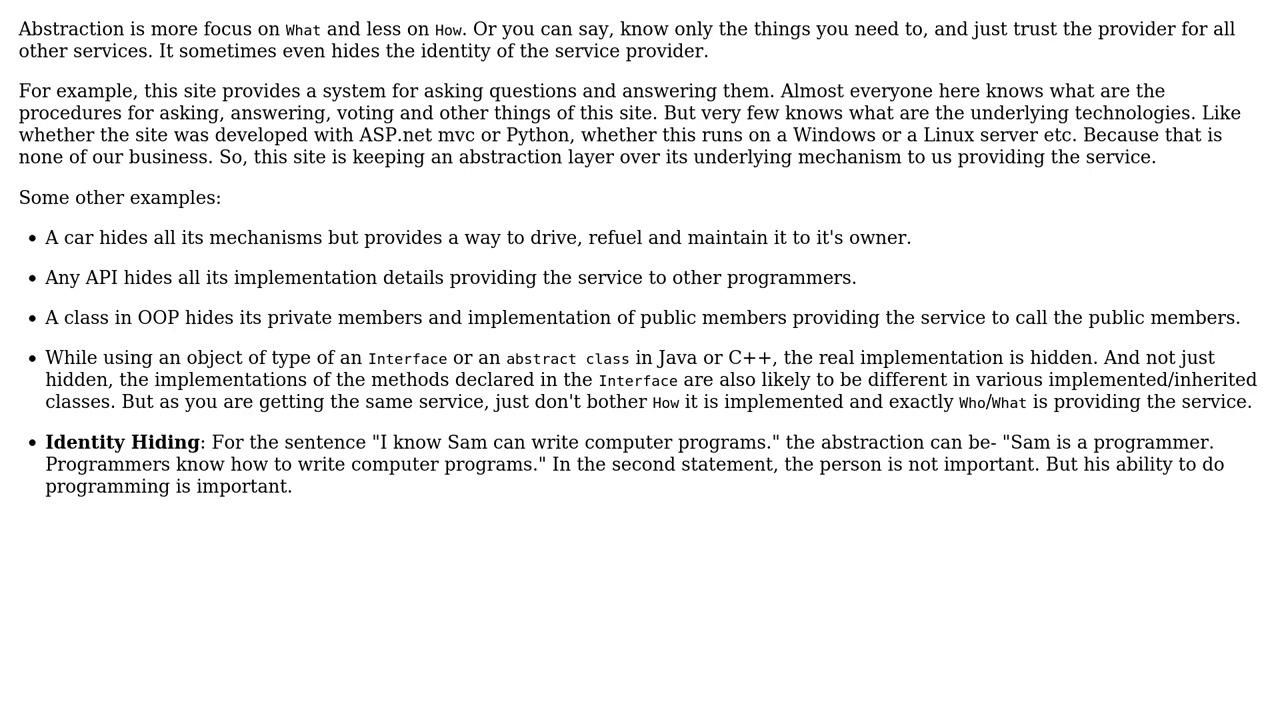 Abstraction is more focus on What and less on How. Or you can say, know only the things you need to, and just trust the provider for all
other services. It sometimes even hides the identity of the service provider.
For example, this site provides a system for asking questions and answering them. Almost everyone here knows what are the
procedures for asking, answering, voting and other things of this site. But very few knows what are the underlying technologies. Like
whether the site was developed with ASP.net mvc or Python, whether this runs on a Windows or a Linux server etc. Because that is
none of our business. So, this site is keeping an abstraction layer over its underlying mechanism to us providing the service.
Some other examples:
• A car hides all its mechanisms but provides a way to drive, refuel and maintain it to it's owner.
• Any API hides all its implementation details providing the service to other programmers.
• A class in OOP hides its private members and implementation of public members providing the service to call the public members.
• While using an object of type of an Interface or an abstract class in Java or C++, the real implementation is hidden. And not just
hidden, the implementations of the methods declared in the Interface are also likely to be different in various implemented/inherited
classes. But as you are getting the same service, just don't bother How it is implemented and exactly Who/What is providing the service.
• Identity Hiding: For the sentence "I know Sam can write computer programs." the abstraction can be- "Sam is a programmer.
Programmers know how to write computer programs." In the second statement, the person is not important. But his ability to do
programming is important.